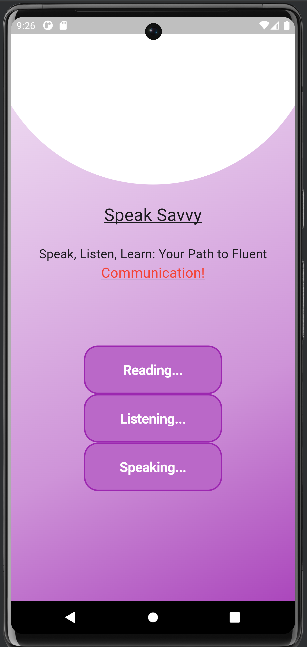 9:26
Speak Savvy
Speak, Listen, Learn: Your Path to Fluent
Communication!
Reading...
Listening...
Speaking...